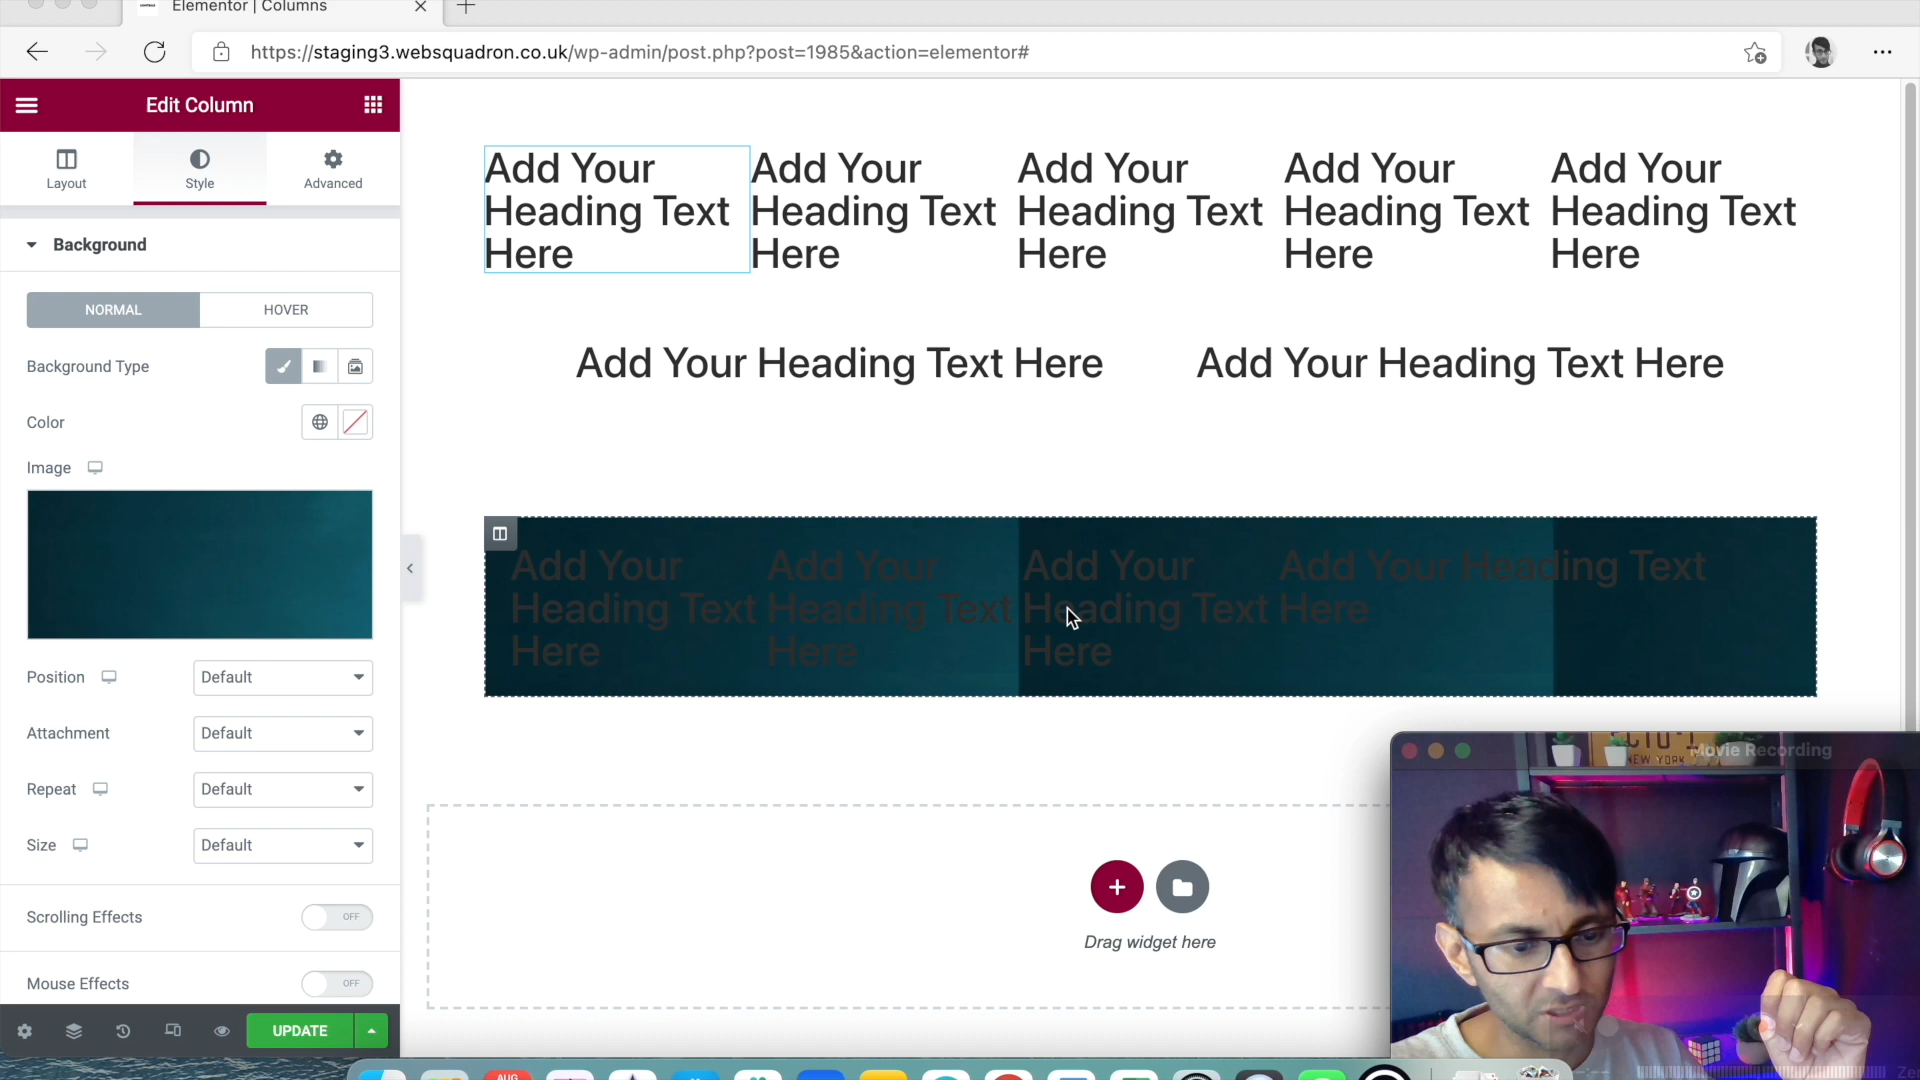 Elementor | Columns
https://staging3.websquadron.co.uk/wp-admin/post.php?post=1985&action=elementor#
Edit Column
Layout
Style
Advanced
Background
NORMAL
HOVER
Background Type
Color
Image
Position
Default
Attachment
Default
Repeat
Default
Size
Default
Scrolling Effects
OFF
Mouse Effects
OFF
UPDATE
Add Your
Heading Text
Here
Add Your
Heading Text
Here
Add Your
Heading Text
Here
Add Your
Heading Text
Here
Add Your
Heading Text
Here
Add Your Heading Text Here
Add Your Heading Text Here
Add Your
Heading Text
Here
Add Your
Heading Text
Here
Add Your
Heading Text
Here
Add Your Heading Text
Here
Drag widget here
Movie Recording
NEW YORK
AUG